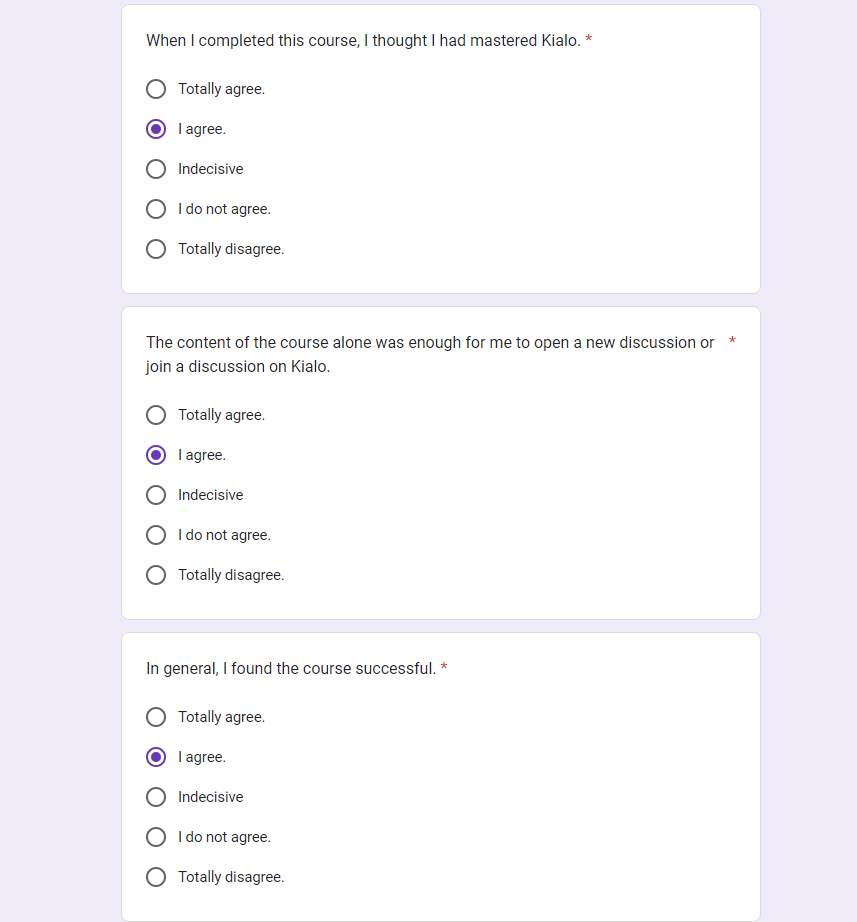 When I completed this course, I thought I had mastered Kialo. *
Totally agree.
I agree.
Indecisive
I do not agree.
Totally disagree.
The content of the course alone was enough for me to open a new discussion or *
join a discussion on Kialo.
Totally agree.
I agree.
Indecisive
I do not agree.
Totally disagree.
In general, I found the course successful. *
Totally agree.
I agree.
Indecisive
I do not agree.
Totally disagree.